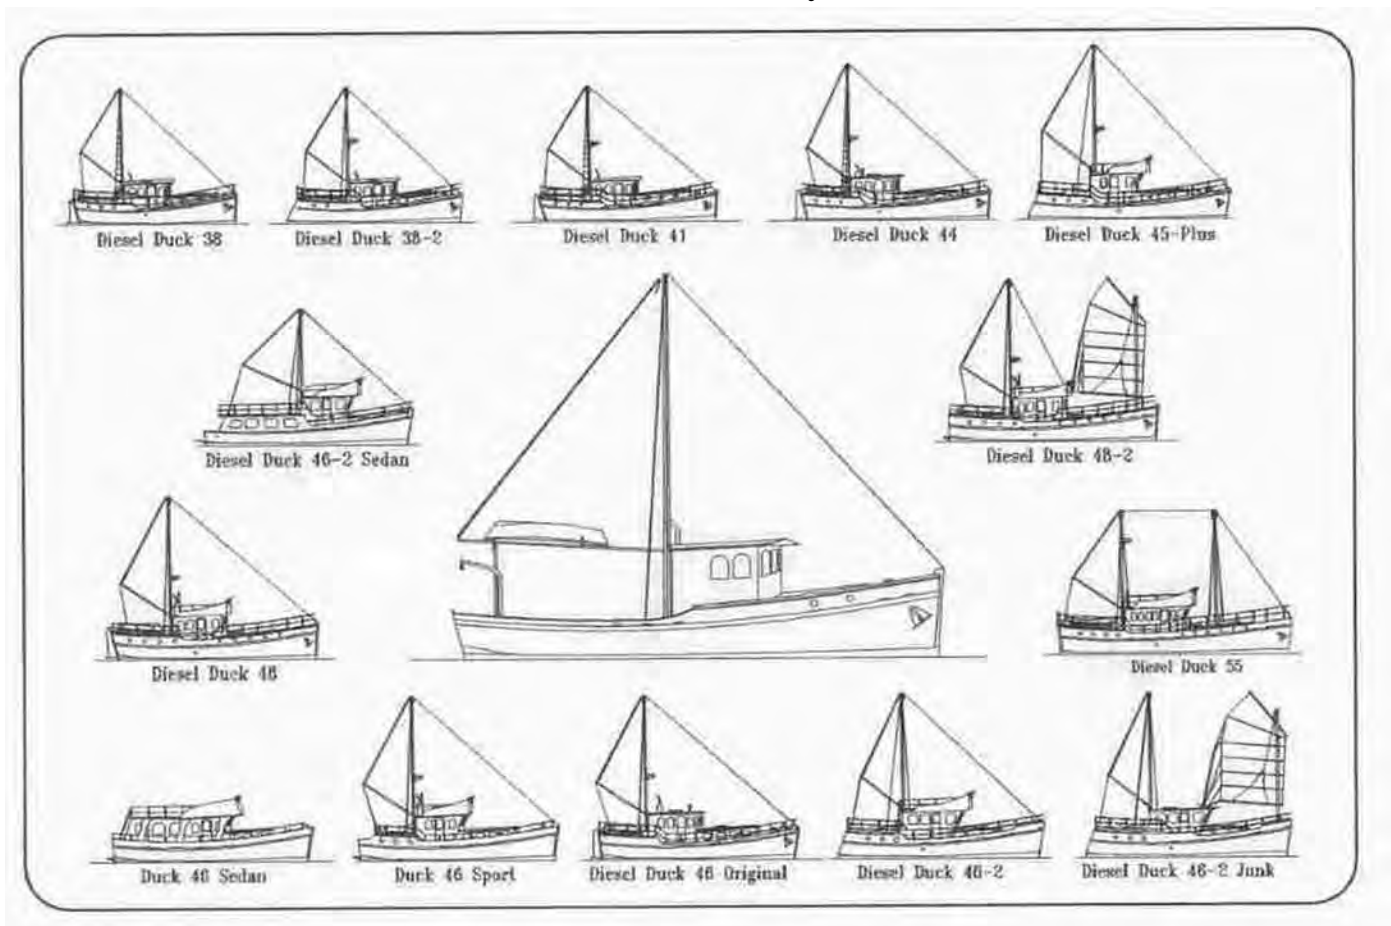 Diesel Duck 38
Diesel Duck 38-2
Diesel Duck 41
Diesel Duck 44
Diesel Duck 45-Plus
Diesel Duck 46-2 Sedan
Diesel Duck 48-2
Diesel Duck 48
Diesel Duck 55
Duck 46 Sedan
Duck 46 Sport
Diesel Duck 46 Original
Diesel Duck 46-2
Diesel Duck 46-2 Junk